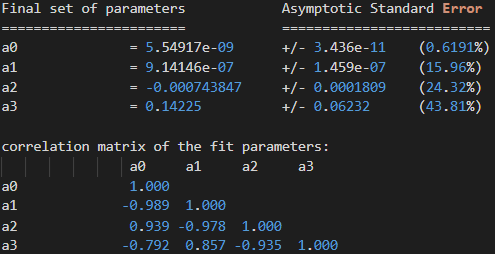 Final set of parameters Asymptotic Standard Error
======================= ==========================
a0 = 5.54917e-09 +/- 3.436e-11 (0.6191%)
a1 = 9.14146e-07 +/- 1.459e-07 (15.96%)
a2 = -0.000743847 +/- 0.0001809 (24.32%)
a3 = 0.14225 +/- 0.06232 (43.81%)
correlation matrix of the fit parameters:
a0 a1 a2 a3
a0 1.000
a1 -0.989 1.000
a2 0.939 -0.978 1.000
a3 -0.792 0.857 -0.935 1.000